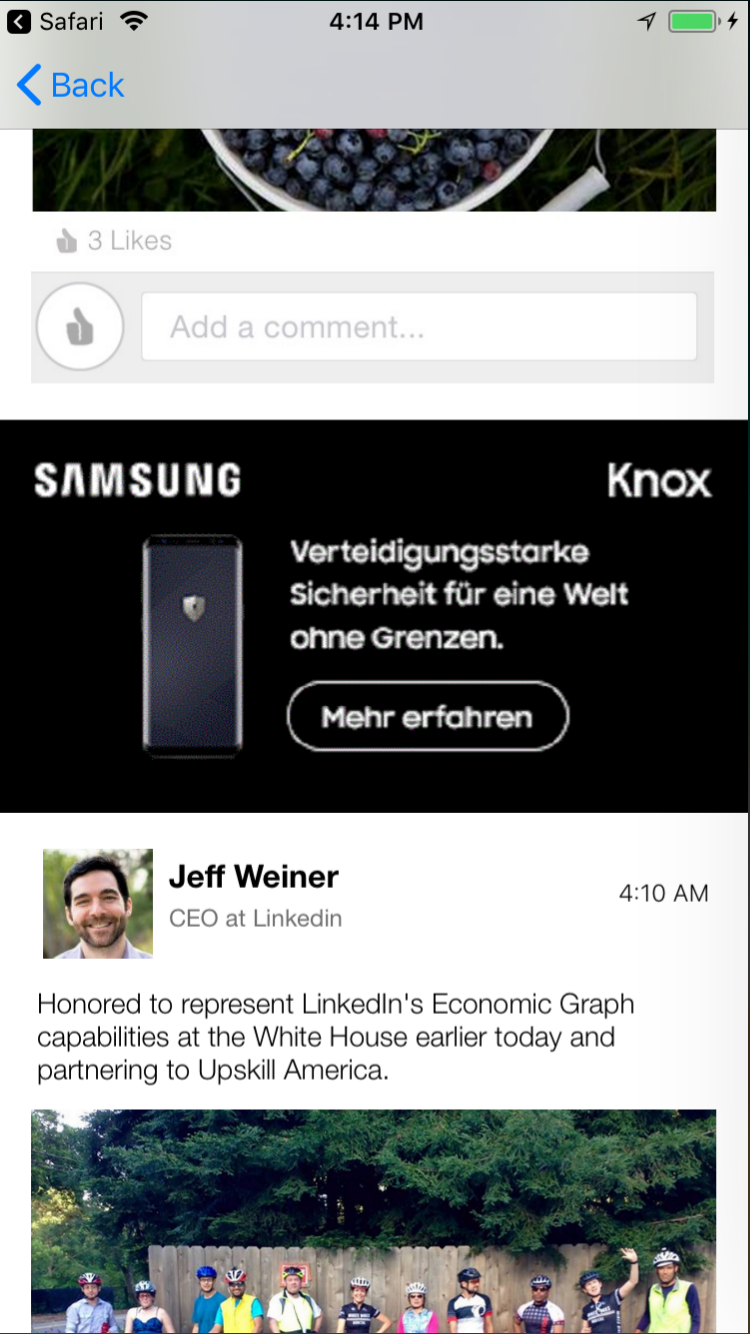 Safari
4:14 PM
Back
3 Likes
Add a comment...
SAMSUNG
Knox
Verteidigungsstarke
Sicherheit für eine Welt
ohne Grenzen.
Mehr erfahren
Jeff Weiner
4:10 AM
CEO at Linkedin
Honored to represent LinkedIn's Economic Graph
capabilities at the White House earlier today and
partnering to Upskill America.